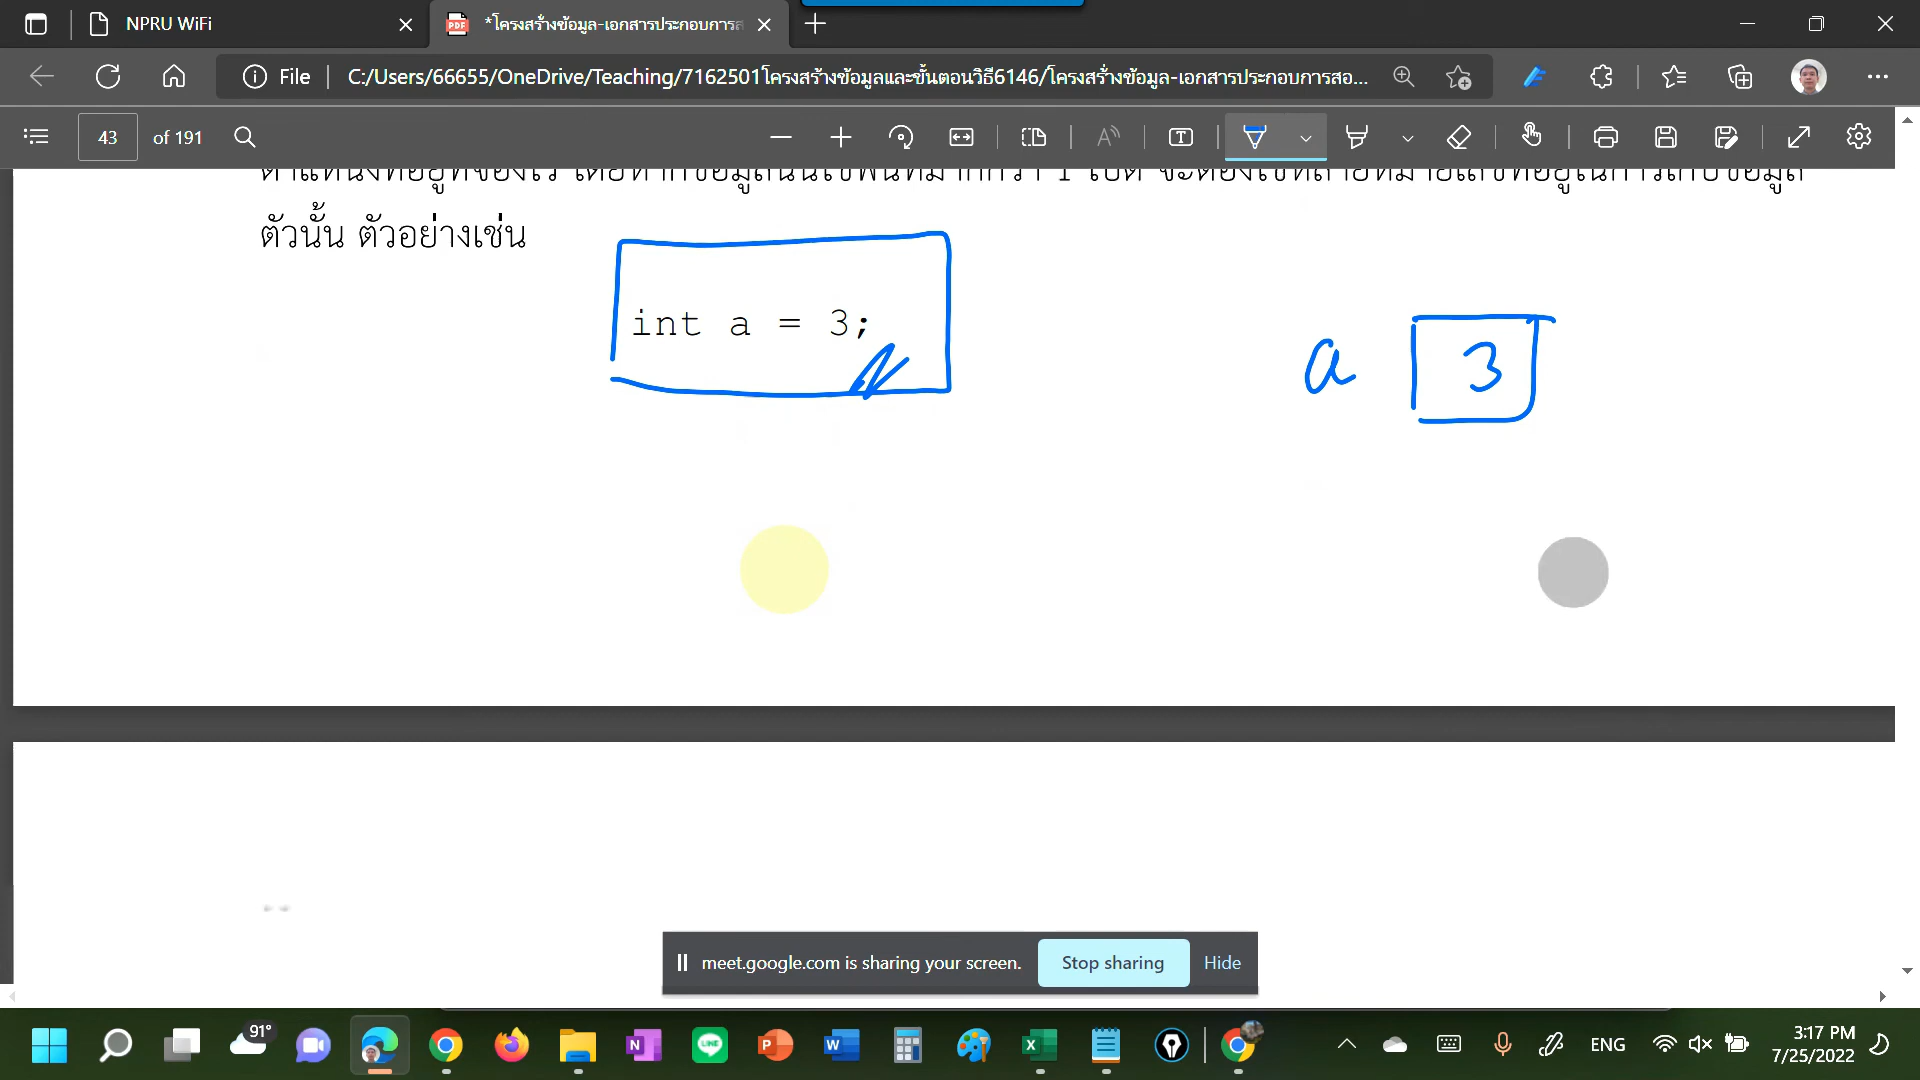 NPRU WiFi
*โครงสร้างข้อมูล-เอกสารประกอบการส
File
C:/Users/66655/OneDrive/Teaching/7162501โครงสร้างข้อมูลและขั้นตอนวิธี6146/โครงสร้างข้อมูล-เอกสารประกอบการสอ...
43 of 191
ตัวนั้น ตัวอย่างเช่น
int a = 3;
a 3
meet.google.com is sharing your screen. Stop sharing Hide
91°
ENG
3:17 PM
7/25/2022